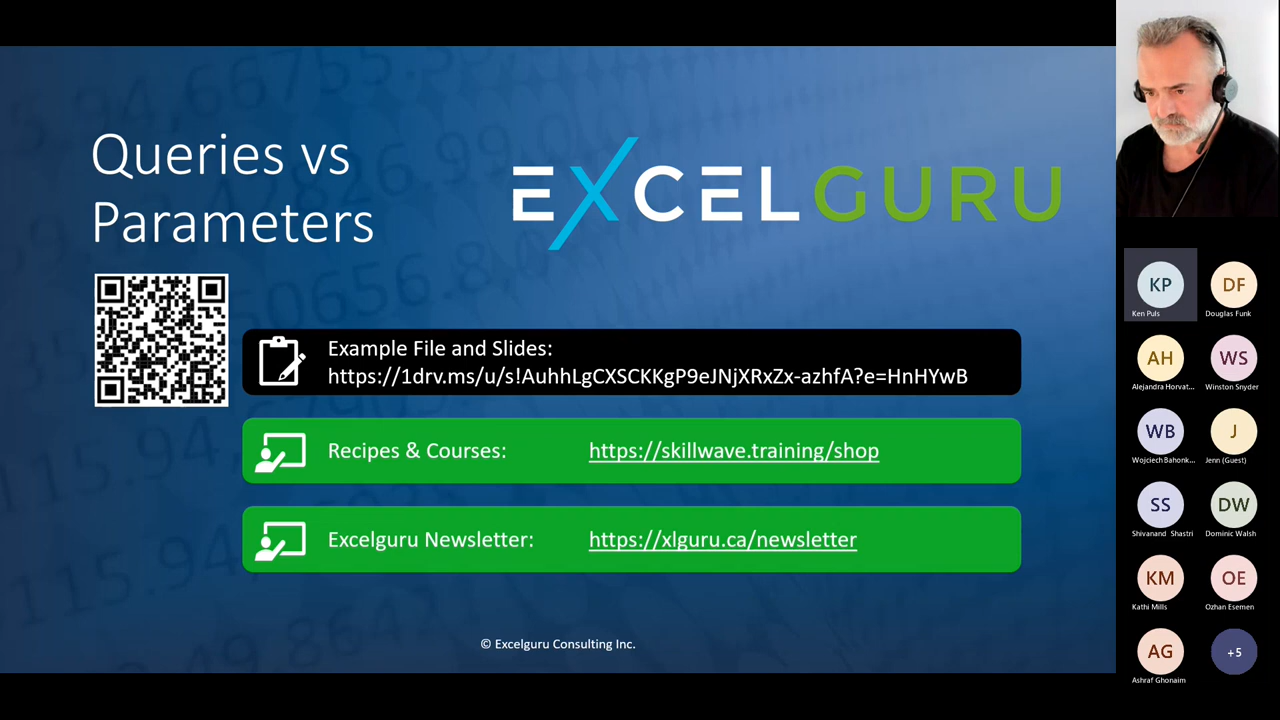 Queries vs
Parameters
EXCELGURU
Example File and Slides:
https://1drv.ms/u/s!AuhhLgCXSCKKgP9eJNjXRxZx-azhfA?e=HnHYwB
Recipes & Courses: https://skillwave.training/shop
Excelguru Newsletter: https://xlguru.ca/newsletter
© Excelguru Consulting Inc.
KP DF
Ken Puls Douglas Funk
AH WS
Alejandra Horvat... Winston Snyder
WB J
Wojciech Bahonk... Jenn (Guest)
SS DW
Shivanand Shastri Dominic Walsh
KM OE
Kathi Mills Ozhan Esemen
AG +5
Ashraf Ghonaim